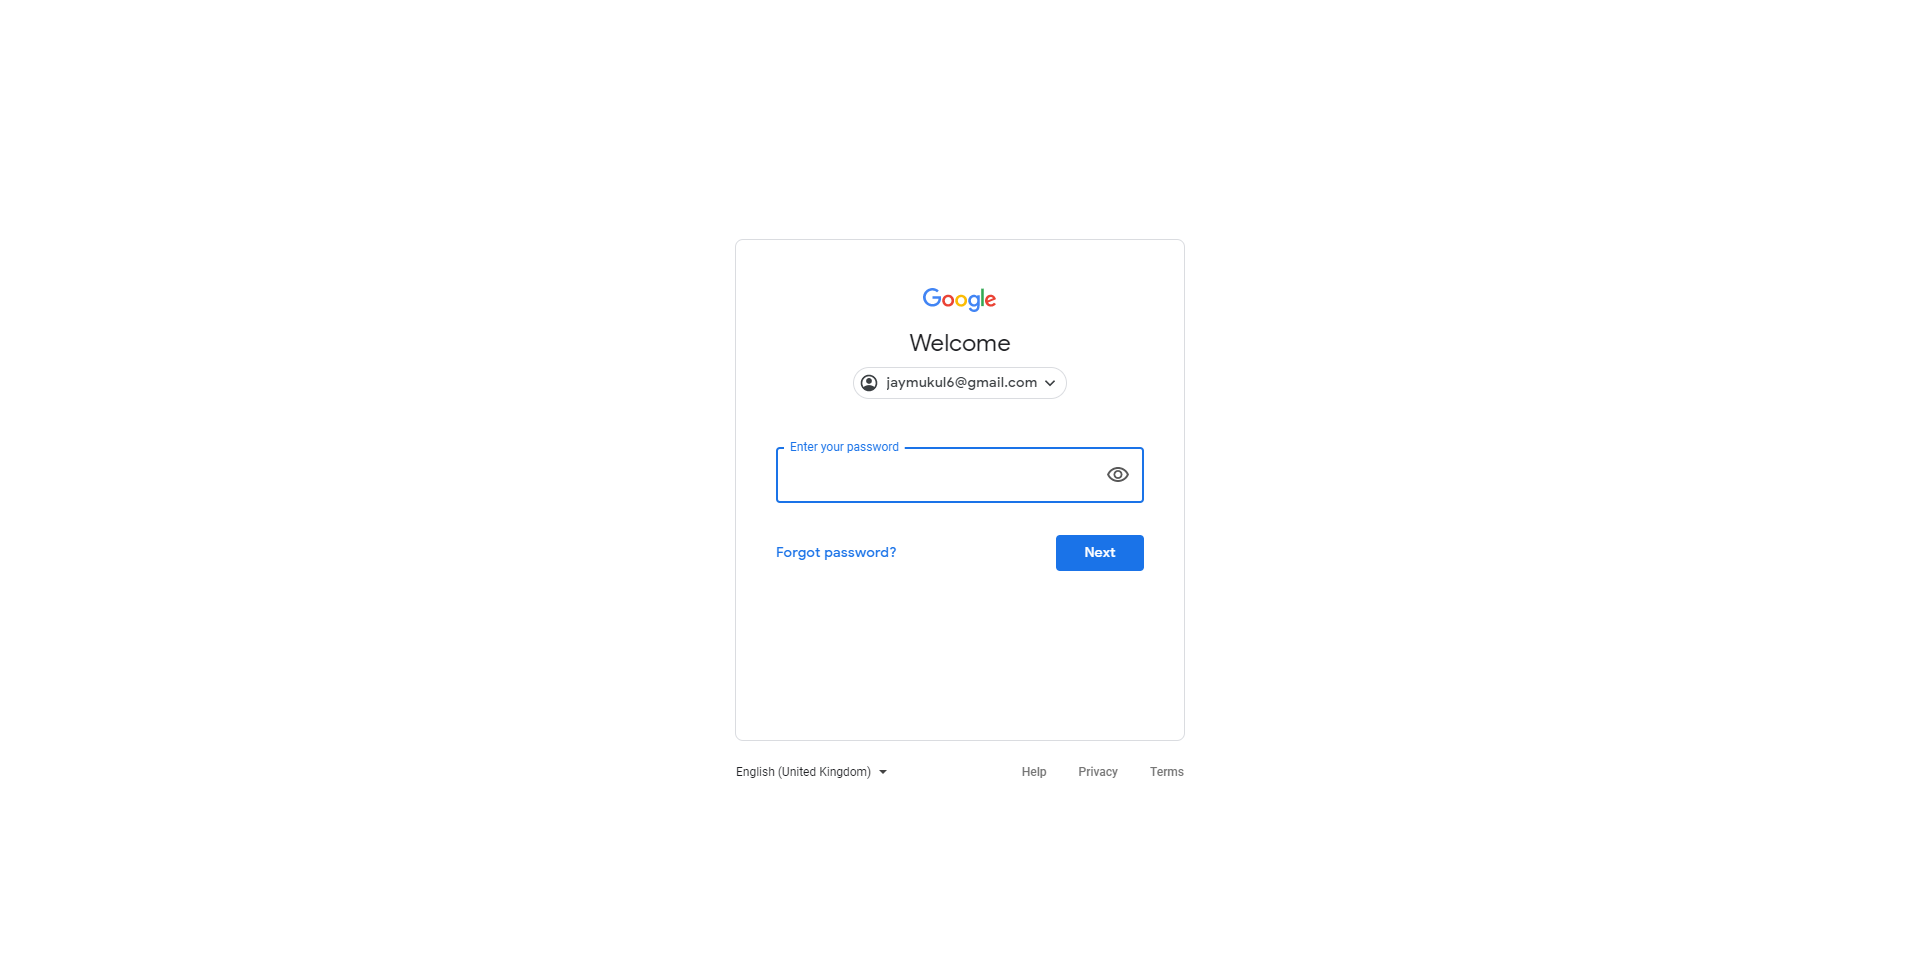 Google
Welcome
jaymukul6@gmail.com
Enter your password
Forgot password?
Next
English (United Kingdom)
Help
Privacy
Terms